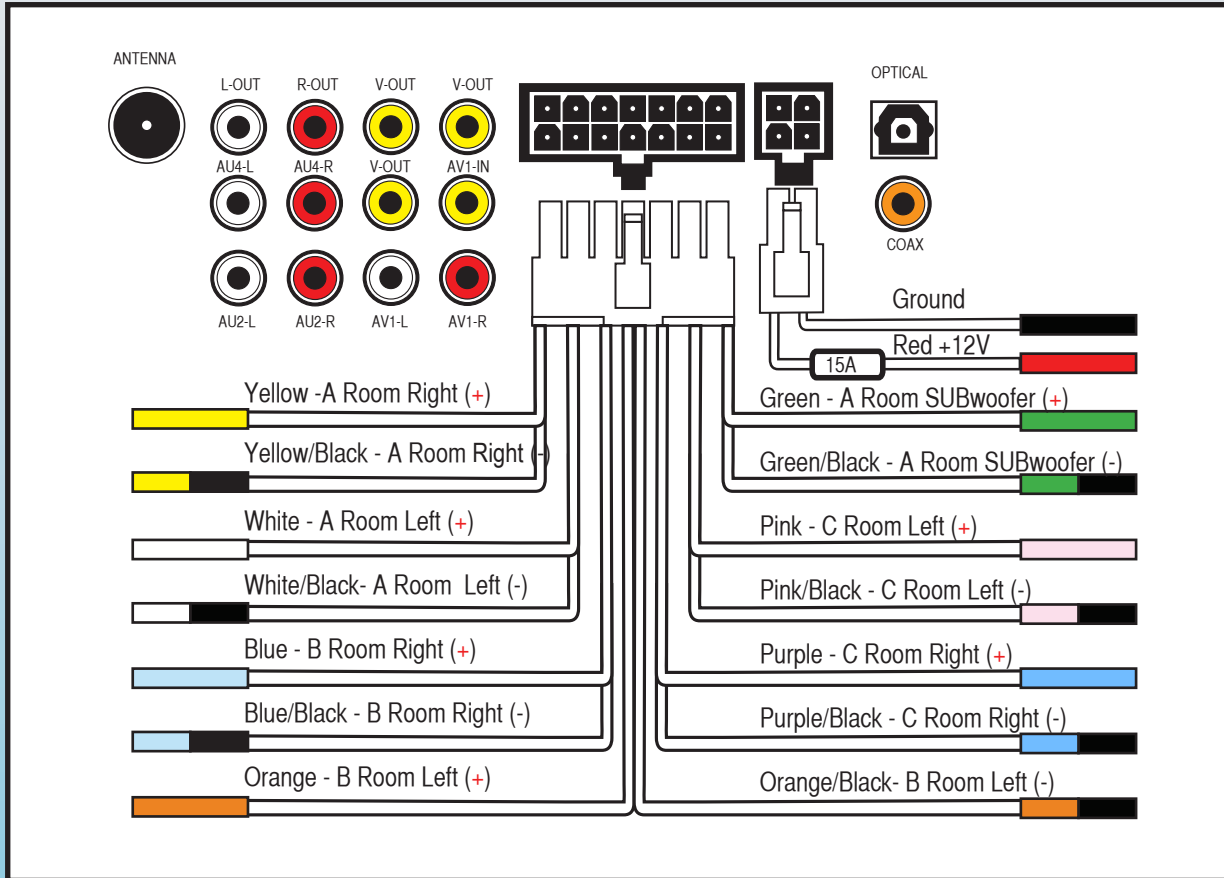 ANTENNA
L-OUT R-OUT V-OUT V-OUT
OPTICAL
AU4-L AU4-R V-OUT AV1-IN
COAX
AU2-L AU2-R AV1-L AV1-R
Ground
Red +12V
15A
Yellow -A Room Right (+)
Yellow/Black - A Room Right (-)
White - A Room Left (+)
White/Black- A Room Left (-)
Blue - B Room Right (+)
Blue/Black - B Room Right (-)
Orange - B Room Left (+)
Green - A Room SUBwoofer (+)
Green/Black - A Room SUBwoofer (-)
Pink - C Room Left (+)
Pink/Black - C Room Left (-)
Purple - C Room Right (+)
Purple/Black - C Room Right (-)
Orange/Black- B Room Left (-)